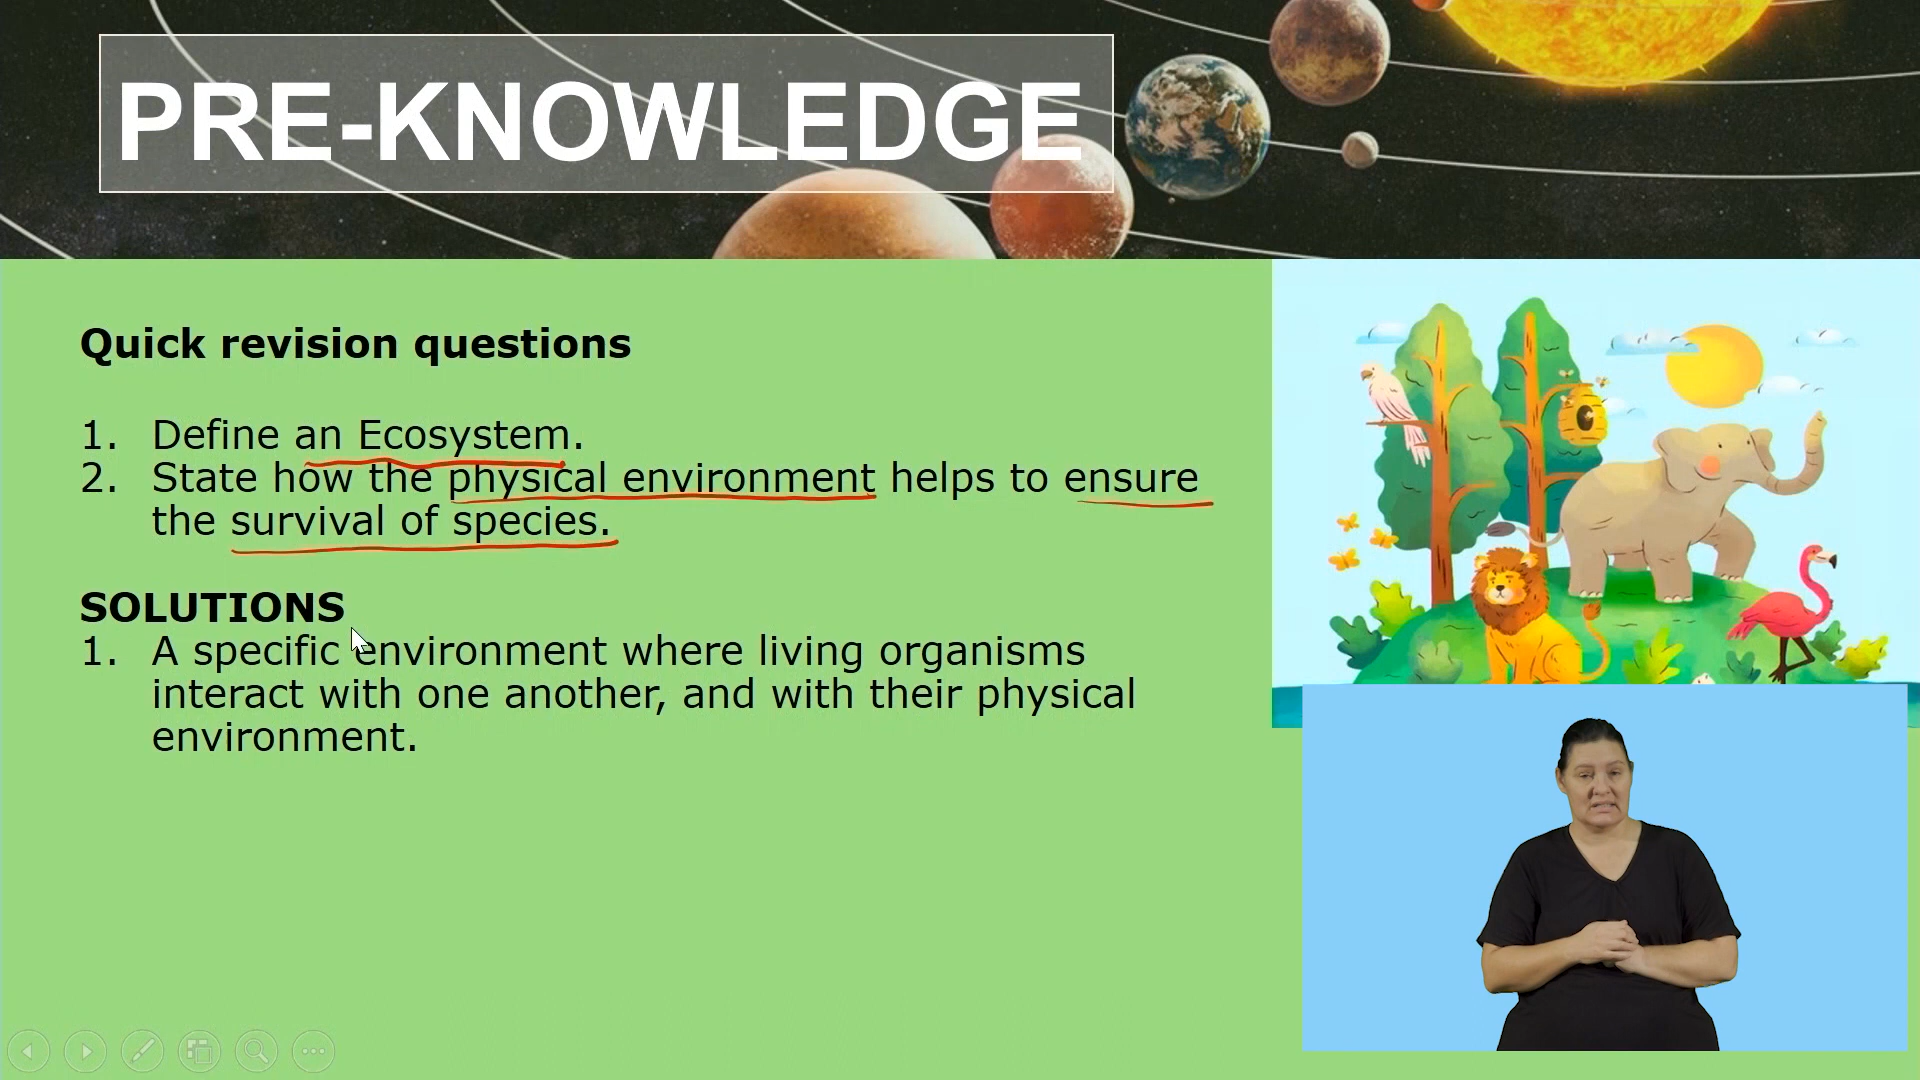 PRE-KNOWLEDGE
Quick revision questions
1. Define an Ecosystem.
2. State how the physical environment helps to ensure
the survival of species.
SOLUTIONS
1. A specific environment where living organisms
interact with one another, and with their physical
environment.